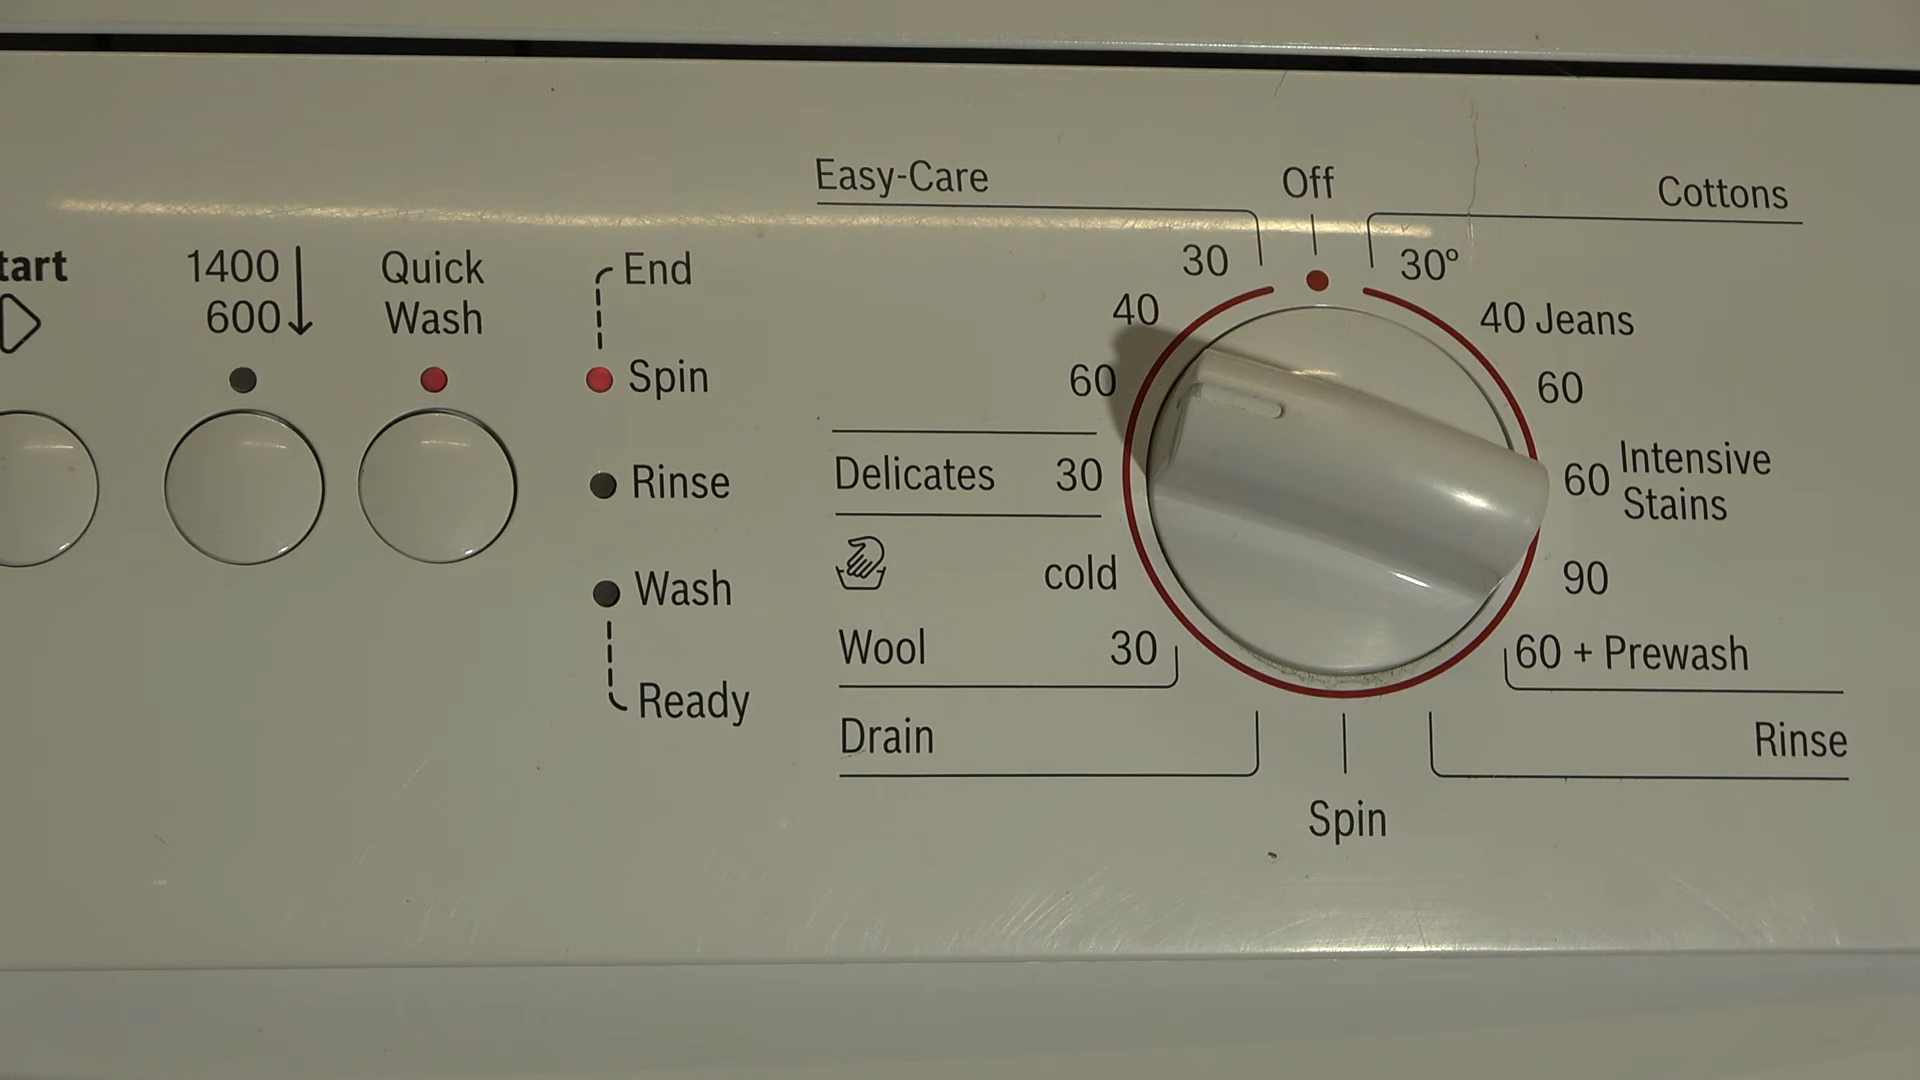 tart
1400
600
Quick
Wash
End
Spin
Rinse
Wash
Ready
Easy-Care
Off
Cottons
30
40
60
Delicates 30
cold
Wool 30
Drain
30°
40 Jeans
60
60 Intensive
Stains
90
60 + Prewash
Rinse
Spin